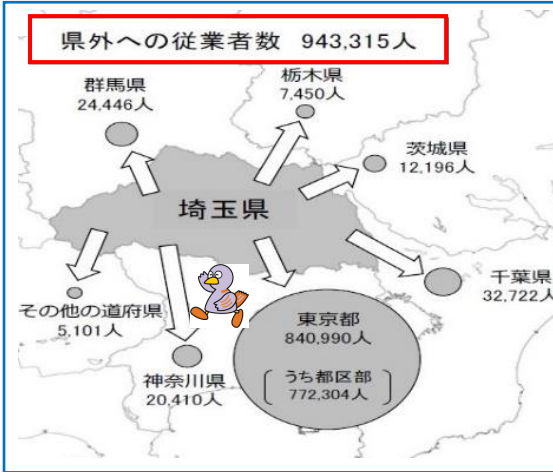 県外への従業者数 943,315人
群馬県
24,446人
栃木県
7,450人
茨城県
12,196人
埼玉県
千葉県
32,722人
その他の道府県
5,101人
東京都
840,990人
うち都区部
772,304人
神奈川県
20,410人